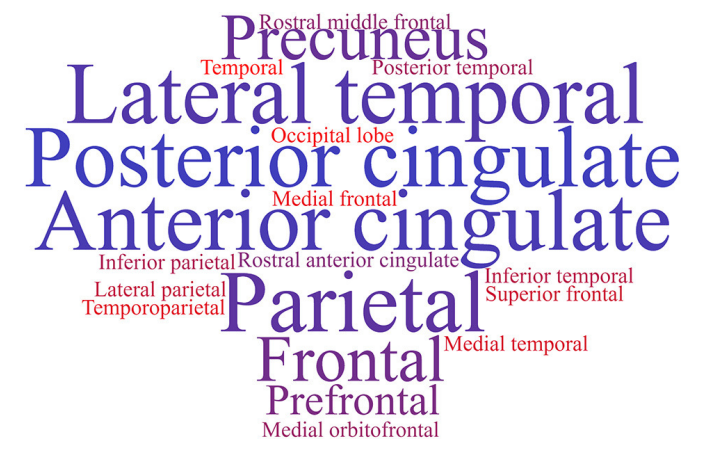 Rostral middle frontal
Precuneus
Temporal
Posterior temporal
Lateral temporal
Occipital lobe
Posterior cingulate
Medial frontal
Anterior cingulate
Inferior parietal
Rostral anterior cingulate
Inferior temporal
Lateral parietal
Superior frontal
Temporoparietal
Parietal
Medial temporal
Frontal
Prefrontal
Medial orbitofrontal